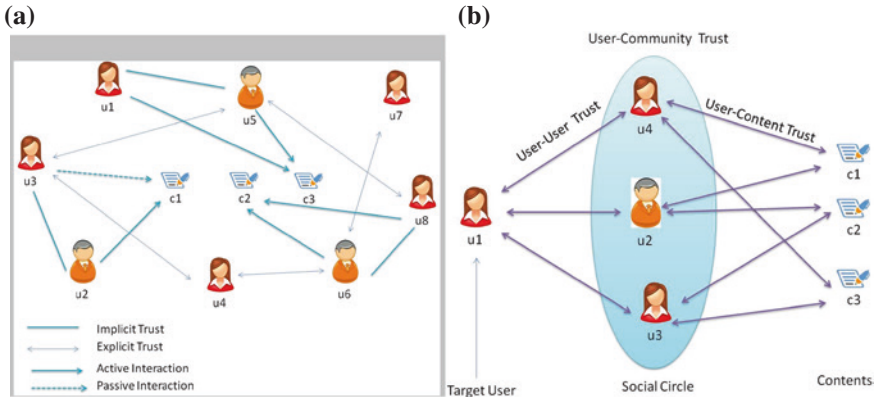 (a)
u1
u5
u7
u3
c1
c2
c3
u8
u2
u4
u6
Implicit Trust
Explicit Trust
Active Interaction
Passive Interaction
(b)
User-Community Trust
User-User Trust
User-Content Trust
u4
c1
u1
u2
c2
c3
u3
Target User
Social Circle
Contents